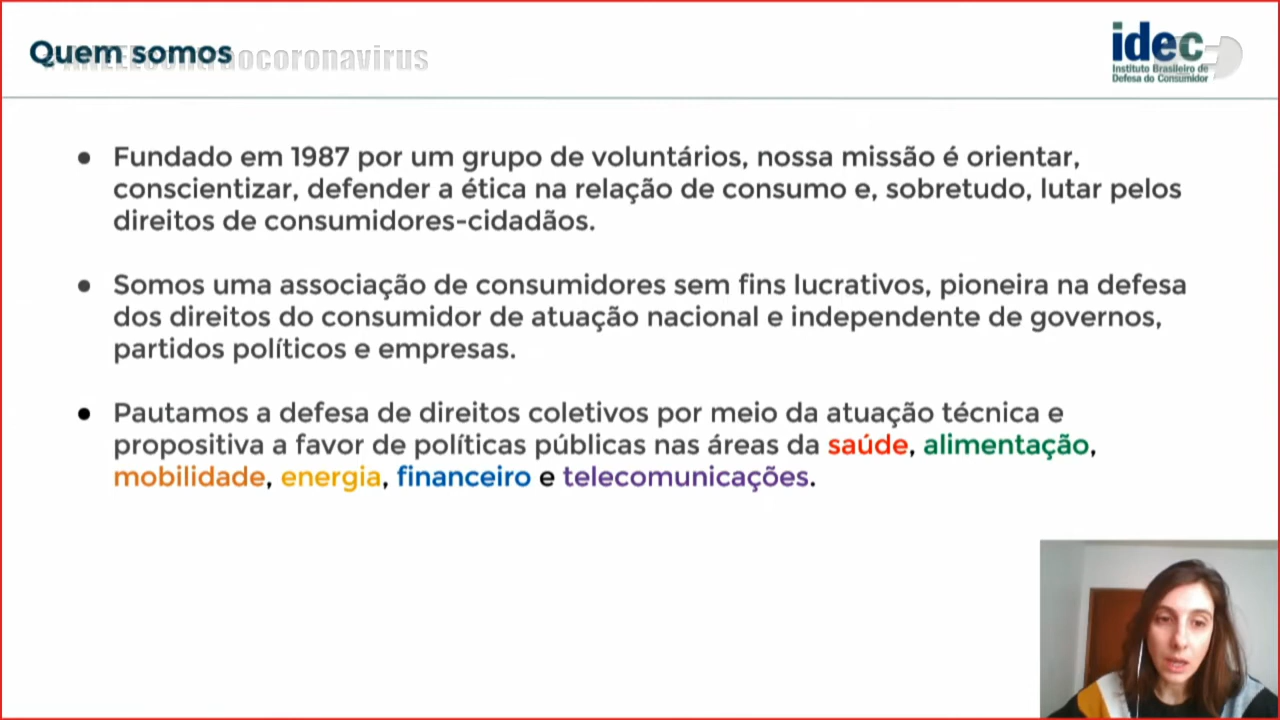 Quem somos
#ANEELcontraocoronavirus
idec
Instituto Brasileiro de
Defesa do Consumidor
● Fundado em 1987 por um grupo de voluntários, nossa missão é orientar,
conscientizar, defender a ética na relação de consumo e, sobretudo, lutar pelos
direitos de consumidores-cidadãos.
● Somos uma associação de consumidores sem fins lucrativos, pioneira na defesa
dos direitos do consumidor de atuação nacional e independente de governos,
partidos políticos e empresas.
● Pautamos a defesa de direitos coletivos por meio da atuação técnica e
propositiva a favor de políticas públicas nas áreas da saúde, alimentação,
mobilidade, energia, financeiro e telecomunicações.